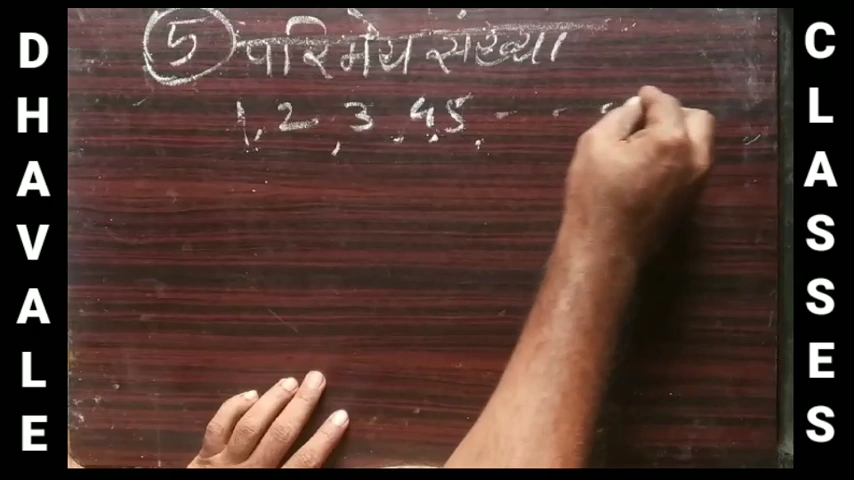 DHAVALE
5 परिमेय संख्या
1, 2, 3, 4, 5, - - -
CLASSES